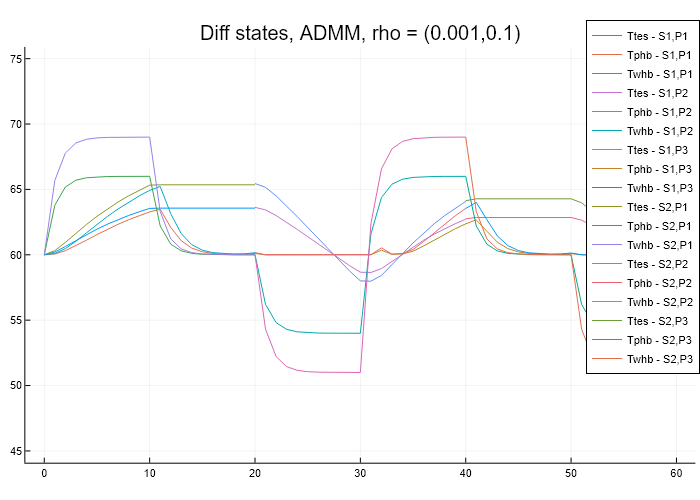 Diff states, ADMM, rho = (0.001,0.1)
Ttes - S1,P1
Tphb - S1,P1
Twhb - S1,P1
Ttes - S1,P2
Tphb - S1,P2
Twhb - S1,P2
Ttes - S1,P3
Tphb - S1,P3
Twhb - S1,P3
Ttes - S2,P1
Tphb - S2,P1
Twhb - S2,P1
Ttes - S2,P2
Tphb - S2,P2
Twhb - S2,P2
Ttes - S2,P3
Tphb - S2,P3
Twhb - S2,P3
75
70
65
60
55
50
45
0 10 20 30 40 50 60